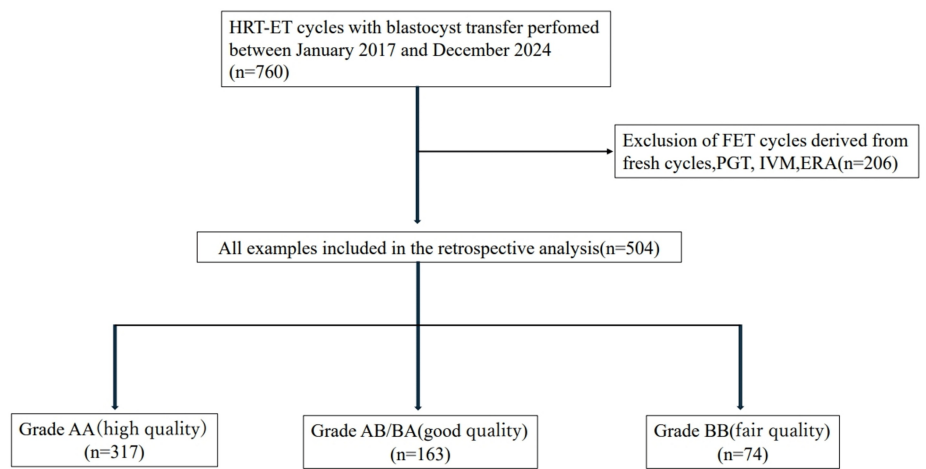 HRT-ET cycles with blastocyst transfer perfomed
between January 2017 and December 2024
(n=760)
Exclusion of FET cycles derived from
fresh cycles,PGT, IVM,ERA(n=206)
All examples included in the retrospective analysis(n=504)
Grade AA(high quality)
(n=317)
Grade AB/BA(good quality)
(n=163)
Grade BB(fair quality)
(n=74)